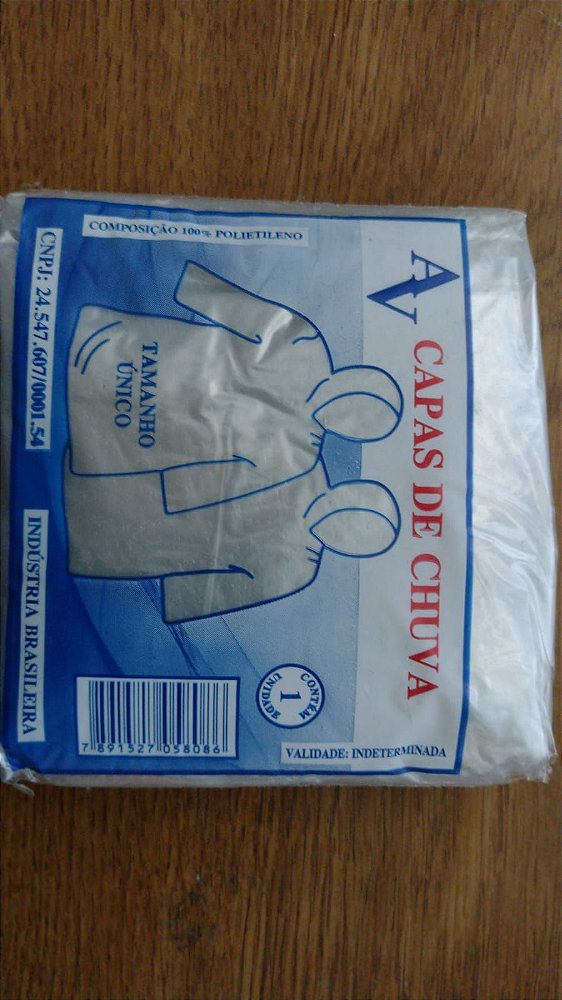 AV CAPAS DE CHUVA
COMPOSIÇÃO 100% POLIETILENO
TAMANHO
ÚNICO
CONTÉM
1
UNIDADE
VALIDADE: INDETERMINADA
7 891527 058086
CNPJ: 24.547.607/0001.54
INDÚSTRIA BRASILEIRA